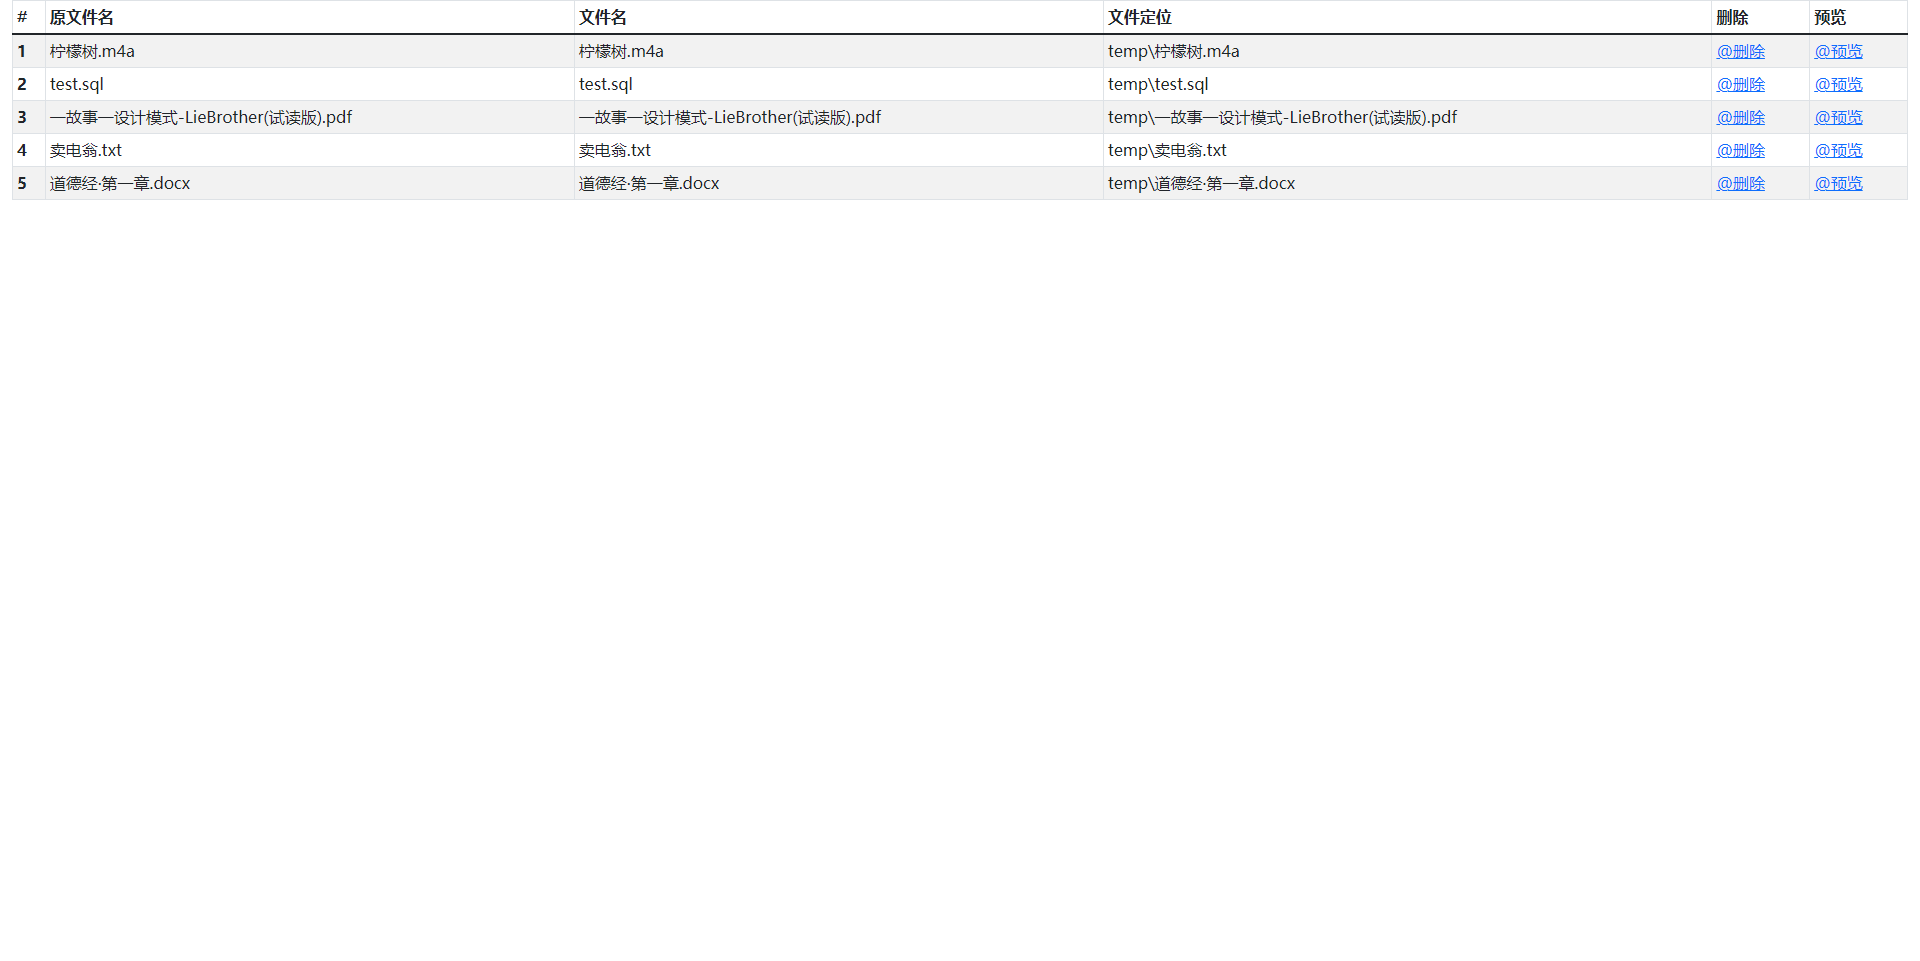 # 原文件名 文件名 文件定位 删除 预览
1 柠檬树.m4a 柠檬树.m4a temp\柠檬树.m4a @删除 @预览
2 test.sql test.sql temp\test.sql @删除 @预览
3 一故事一设计模式-LieBrother(试读版).pdf 一故事一设计模式-LieBrother(试读版).pdf temp\一故事一设计模式-LieBrother(试读版).pdf @删除 @预览
4 卖电翁.txt 卖电翁.txt temp\卖电翁.txt @删除 @预览
5 道德经·第一章.docx 道德经·第一章.docx temp\道德经·第一章.docx @删除 @预览